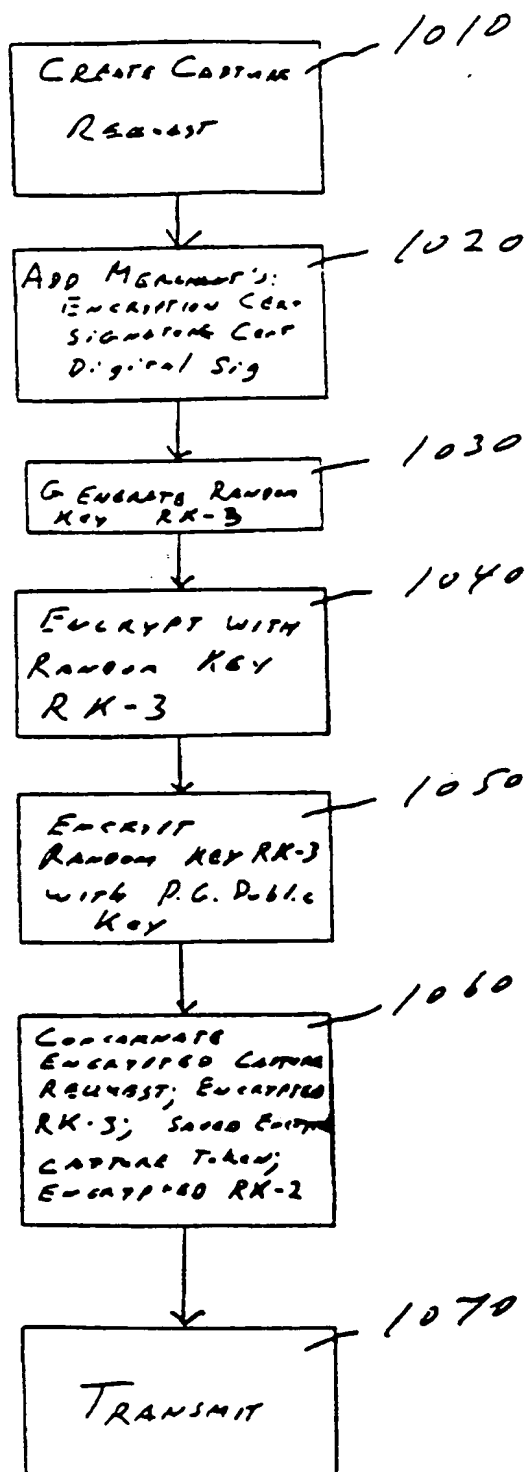 1010
CREATE CAPTURE
REQUEST
1020
ADD MERCHANT'S:
ENCRYPTION CERT
SIGNATURE CERT
Digital Sig
1030
GENERATE RANDOM
KEY RK-3
1040
ENCRYPT WITH
RANDOM KEY
RK-3
1050
ENCRYPT
RANDOM KEY RK-3
WITH P.G. Public
Key
1060
CONCATNATE
ENCRYPTED CAPTURE
REQUEST; ENCRYPTED
RK-3; SAVED
CAPTURE TOKEN;
ENCRYPTED RK-2
1070
TRANSMIT